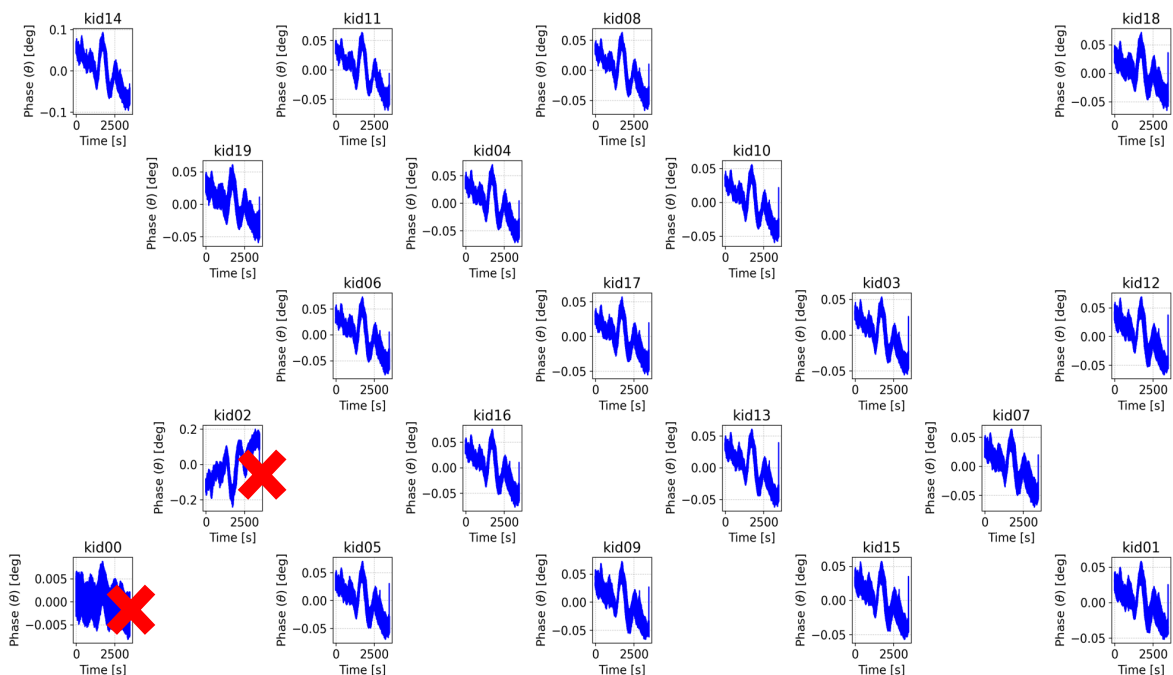 kid14 kid11 kid08 kid18
Phase (θ) [deg] 0.1 0.0 −0.1 Phase (θ) [deg] 0.05 0.00 −0.05 Phase (θ) [deg] 0.05 0.00 −0.05 Phase (θ) [deg] 0.05 0.00 −0.05
0 2500 0 2500 0 2500 0 2500
Time [s] Time [s] Time [s] Time [s]
kid19 kid04 kid10
Phase (θ) [deg] 0.05 0.00 −0.05 Phase (θ) [deg] 0.05 0.00 −0.05 Phase (θ) [deg] 0.05 0.00 −0.05
0 2500 0 2500 0 2500
Time [s] Time [s] Time [s]
kid06 kid17 kid03 kid12
Phase (θ) [deg] 0.05 0.00 −0.05 Phase (θ) [deg] 0.05 0.00 −0.05 Phase (θ) [deg] 0.05 0.00 −0.05 Phase (θ) [deg] 0.05 0.00 −0.05
0 2500 0 2500 0 2500 0 2500
Time [s] Time [s] Time [s] Time [s]
kid02 kid16 kid13 kid07
Phase (θ) [deg] 0.2 0.0 −0.2 Phase (θ) [deg] 0.05 0.00 −0.05 Phase (θ) [deg] 0.05 0.00 −0.05 Phase (θ) [deg] 0.05 0.00 −0.05
0 2500 0 2500 0 2500 0 2500
Time [s] Time [s] Time [s] Time [s]
kid00 kid05 kid09 kid15 kid01
Phase (θ) [deg] 0.005 0.000 −0.005 Phase (θ) [deg] 0.05 0.00 −0.05 Phase (θ) [deg] 0.05 0.00 −0.05 Phase (θ) [deg] 0.05 0.00 −0.05 Phase (θ) [deg] 0.05 0.00 −0.05
0 2500 0 2500 0 2500 0 2500 0 2500
Time [s] Time [s] Time [s] Time [s] Time [s]